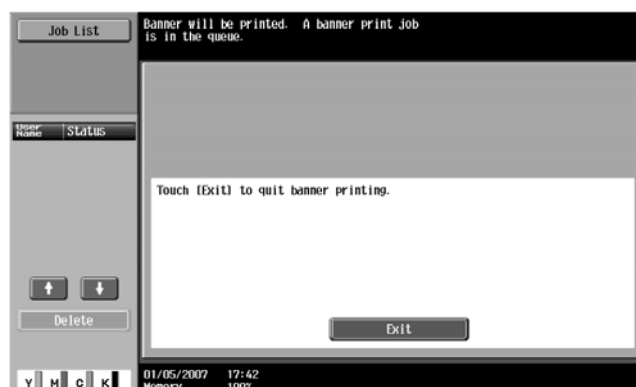 Job List
Banner will be printed. A banner print job
is in the queue.
User
Name Status
Touch [Exit] to quit banner printing.
Delete
Exit
Y M C K
01/05/2007 17:42
Memory 100%